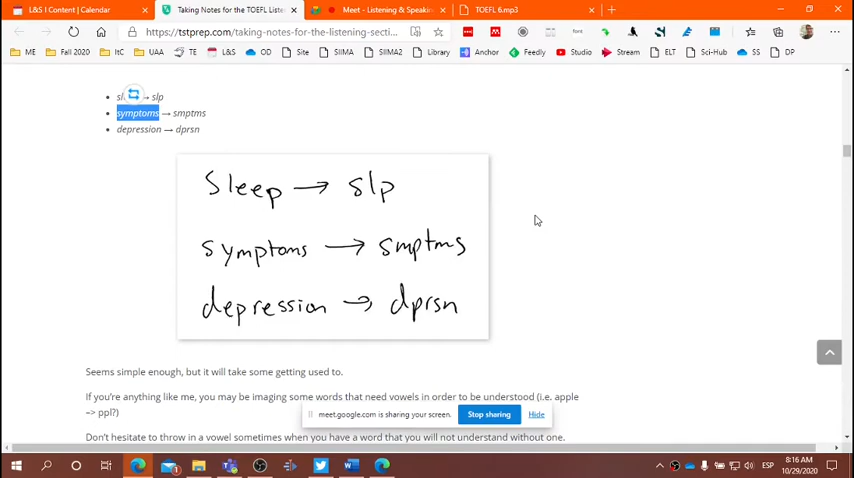 L&S I Content | Calendar
Taking Notes for the TOEFL Listen
Meet - Listening & Speaking
TOEFL 6.mp3
https://tstprep.com/taking-notes-for-the-listening-secti...
ME
Fall 2020
ItC
UAA
TE
L&S
OD
Site
SIIMA
SIIMA2
Library
Anchor
Feedly
Studio
Stream
ELT
Sci-Hub
SS
DP
→ slp
symptoms → smptms
depression → dprsn
Sleep → slp
symptoms → smptms
depression → dprsn
Seems simple enough, but it will take some getting used to.
If you're anything like me, you may be imaging some words that need vowels in order to be understood (i.e. apple
–> ppl?)
meet.google.com is sharing your screen.
Stop sharing
Hide
Don't hesitate to throw in a vowel sometimes when you have a word that you will not understand without one.
ESP
8:16 AM
10/29/2020